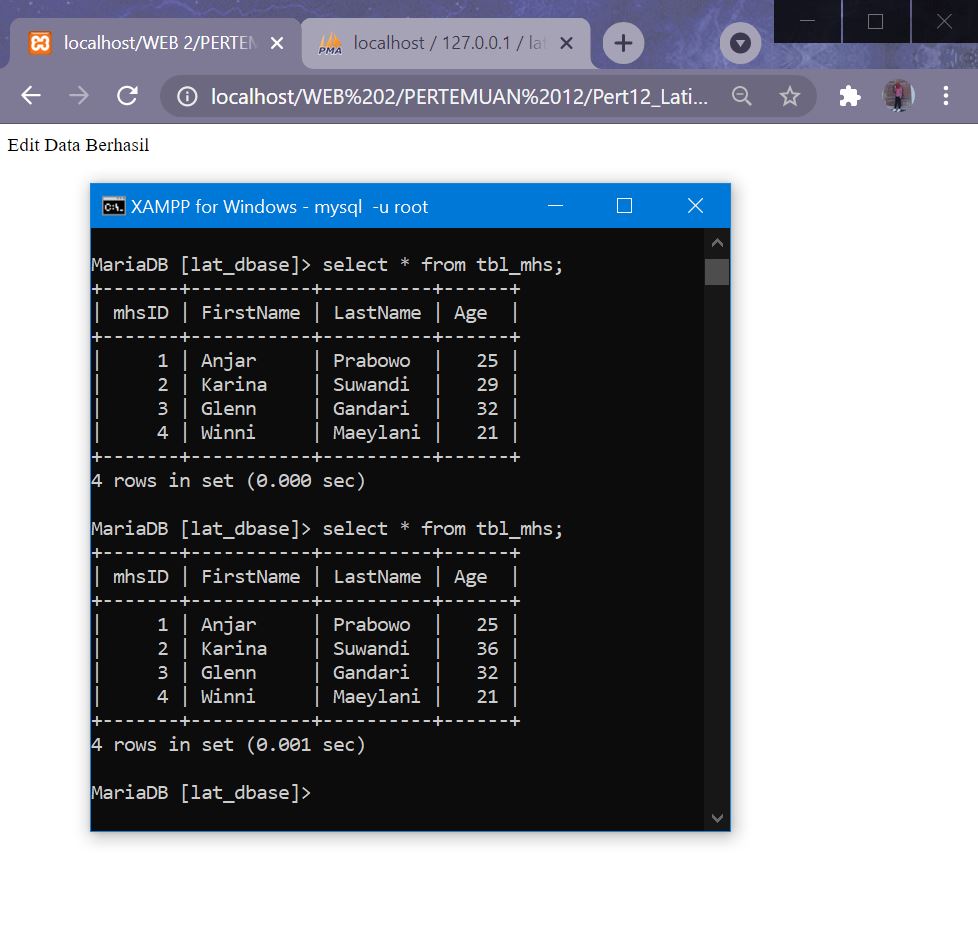 localhost/WEB 2/PERTEM
localhost / 127.0.0.1 / lat
localhost/WEB%202/PERTEMUAN%2012/Pert12_Lati...
Edit Data Berhasil
XAMPP for Windows - mysql  -u root
MariaDB [lat_dbase]> select * from tbl_mhs;
+-------+-----------+----------+------+
| mhsID | FirstName | LastName | Age  |
+-------+-----------+----------+------+
|     1 | Anjar     | Prabowo  |   25 |
|     2 | Karina    | Suwandi  |   29 |
|     3 | Glenn     | Gandari  |   32 |
|     4 | Winni     | Maeylani |   21 |
+-------+-----------+----------+------+
4 rows in set (0.000 sec)
MariaDB [lat_dbase]> select * from tbl_mhs;
+-------+-----------+----------+------+
| mhsID | FirstName | LastName | Age  |
+-------+-----------+----------+------+
|     1 | Anjar     | Prabowo  |   25 |
|     2 | Karina    | Suwandi  |   36 |
|     3 | Glenn     | Gandari  |   32 |
|     4 | Winni     | Maeylani |   21 |
+-------+-----------+----------+------+
4 rows in set (0.001 sec)
MariaDB [lat_dbase]>